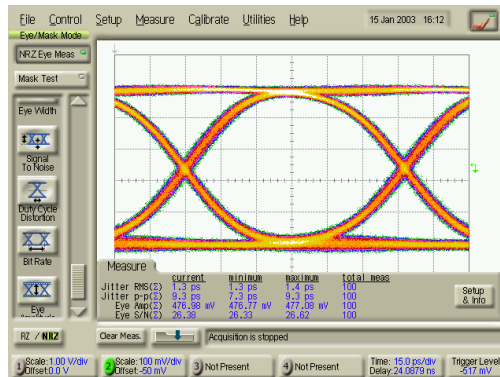 File Control Setup Measure Calibrate Utilities Help 15 Jan 2003 16:12
Eye/Mask Mode
NRZ Eye Meas
Mask Test
Eye Width
Signal
To Noise
Duty Cycle
Distortion
Bit Rate
Eye
Measure
current minimum maximum total meas
Jitter RMS(Σ) 1.3 ps 1.3 ps 1.4 ps 100
Jitter p-p(Σ) 9.3 ps 7.3 ps 9.3 ps 100
Eye Amp(Σ) 476.98 mV 476.77 mV 477.08 mV 100
Eye S/N(Σ) 26.38 26.33 26.62 100
Setup
& Info
RZ / NRZ
Clear Meas.
Acquisition is stopped
1 Scale:1.00 V/div
Offset:0.0 V
2 Scale:100 mV/div
Offset:-50 mV
3 Not Present
4 Not Present
Time: 15.0 ps/div
Delay:24.0879 ns
Trigger Level
-517 mV